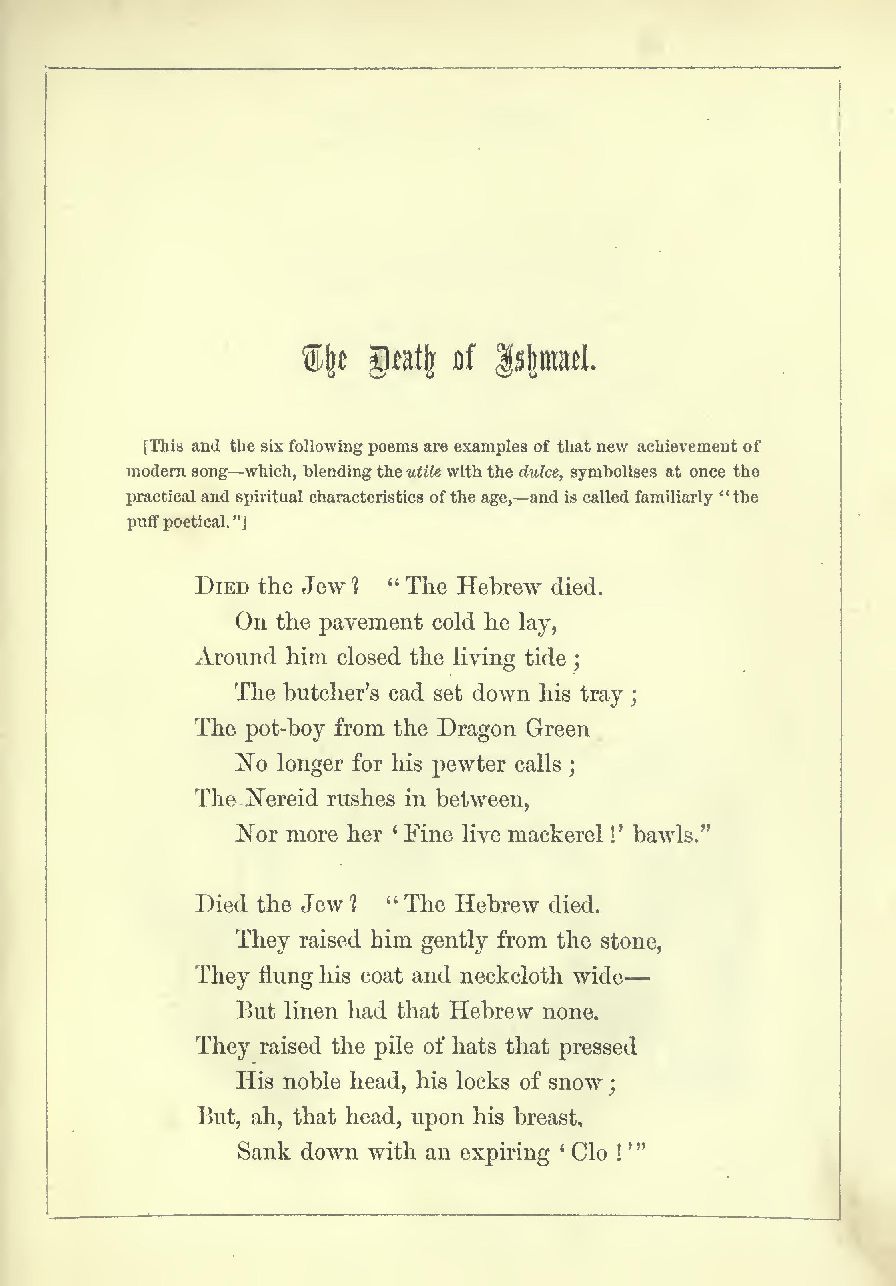 The Death of Ishmael.
[This and the six following poems are examples of that new achievement of
modern song—which, blending the utile with the dulce, symbolises at once the
practical and spiritual characteristics of the age,—and is called familiarly “the
puff poetical.”]
DIED the Jew? “The Hebrew died.
On the pavement cold he lay,
Around him closed the living tide;
The butcher’s cad set down his tray;
The pot-boy from the Dragon Green
No longer for his pewter calls;
The Nereid rushes in between,
Nor more her ‘Fine live mackerel!’ bawls.”
Died the Jew? “The Hebrew died.
They raised him gently from the stone,
They flung his coat and neckcloth wide—
But linen had that Hebrew none.
They raised the pile of hats that pressed
His noble head, his locks of snow;
But, ah, that head, upon his breast,
Sank down with an expiring ‘Clo!’”